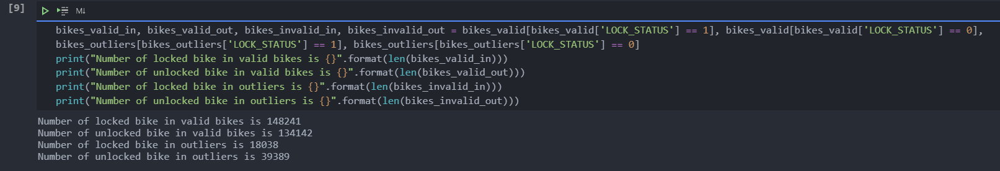 [9]
M↓
bikes_valid_in, bikes_valid_out, bikes_invalid_in, bikes_invalid_out = bikes_valid[bikes_valid['LOCK_STATUS'] == 1], bikes_valid[bikes_valid['LOCK_STATUS'] == 0],
bikes_outliers[bikes_outliers['LOCK_STATUS'] == 1], bikes_outliers[bikes_outliers['LOCK_STATUS'] == 0]
print("Number of locked bike in valid bikes is {}".format(len(bikes_valid_in)))
print("Number of unlocked bike in valid bikes is {}".format(len(bikes_valid_out)))
print("Number of locked bike in outliers is {}".format(len(bikes_invalid_in)))
print("Number of unlocked bike in outliers is {}".format(len(bikes_invalid_out)))
Number of locked bike in valid bikes is 148241
Number of unlocked bike in valid bikes is 134142
Number of locked bike in outliers is 18038
Number of unlocked bike in outliers is 39389